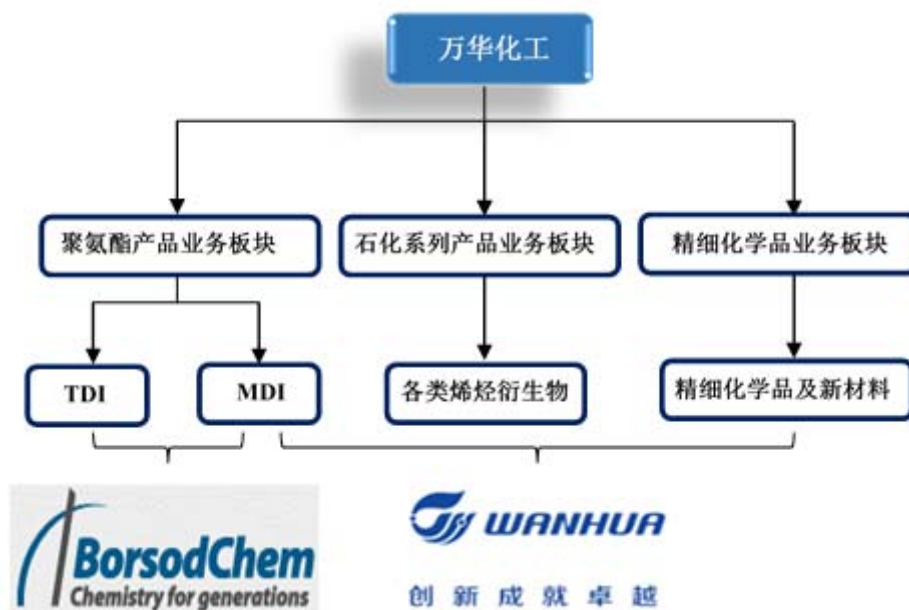 万华化工
聚氨酯产品业务板块
石化系列产品业务板块
精细化学品业务板块
TDI
MDI
各类烯烃衍生物
精细化学品及新材料
BorsodChem
Chemistry for generations
WANHUA
创新成就卓越